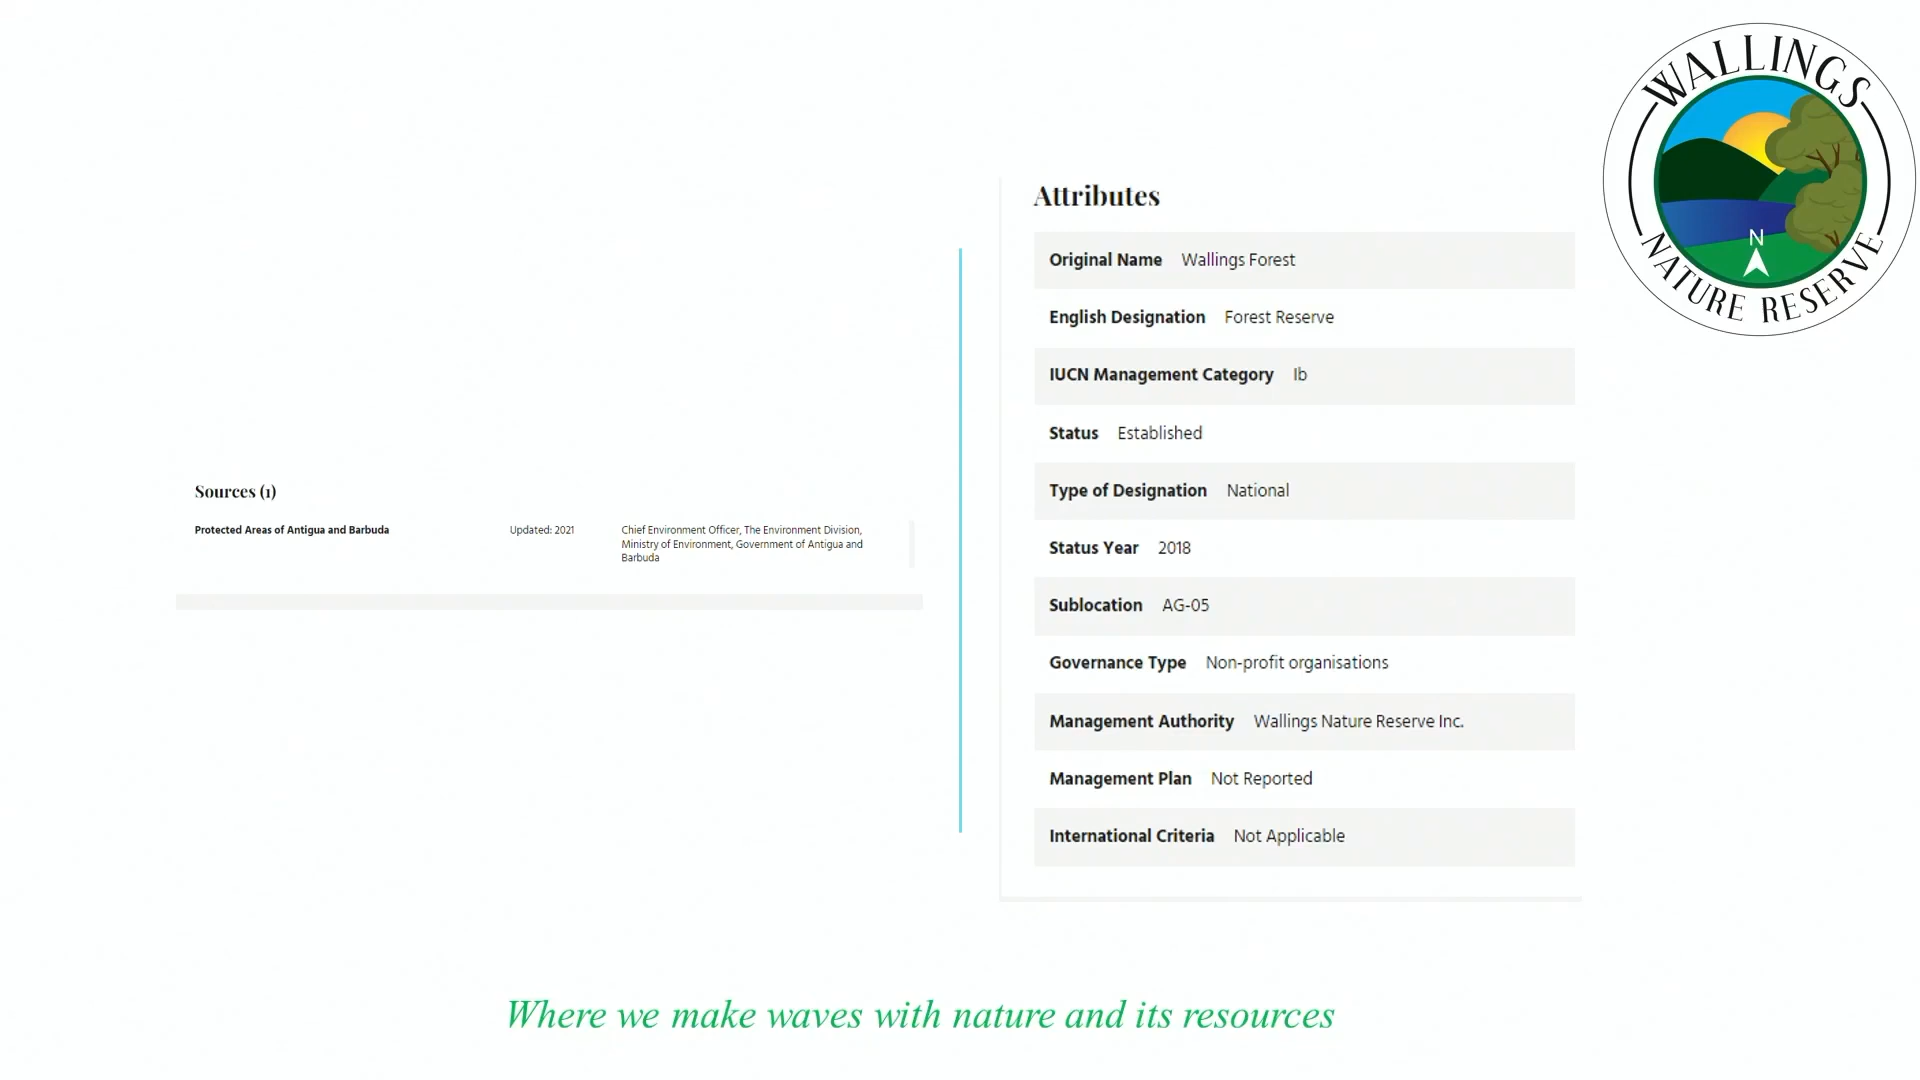 WALLINGS
N
NATURE RESERVE
Sources (1)
Protected Areas of Antigua and Barbuda Updated: 2021 Chief Environment Officer, The Environment Division,
Ministry of Environment, Government of Antigua and
Barbuda
Attributes
Original Name Wallings Forest
English Designation Forest Reserve
IUCN Management Category Ib
Status Established
Type of Designation National
Status Year 2018
Sublocation AG-05
Governance Type Non-profit organisations
Management Authority Wallings Nature Reserve Inc.
Management Plan Not Reported
International Criteria Not Applicable
Where we make waves with nature and its resources